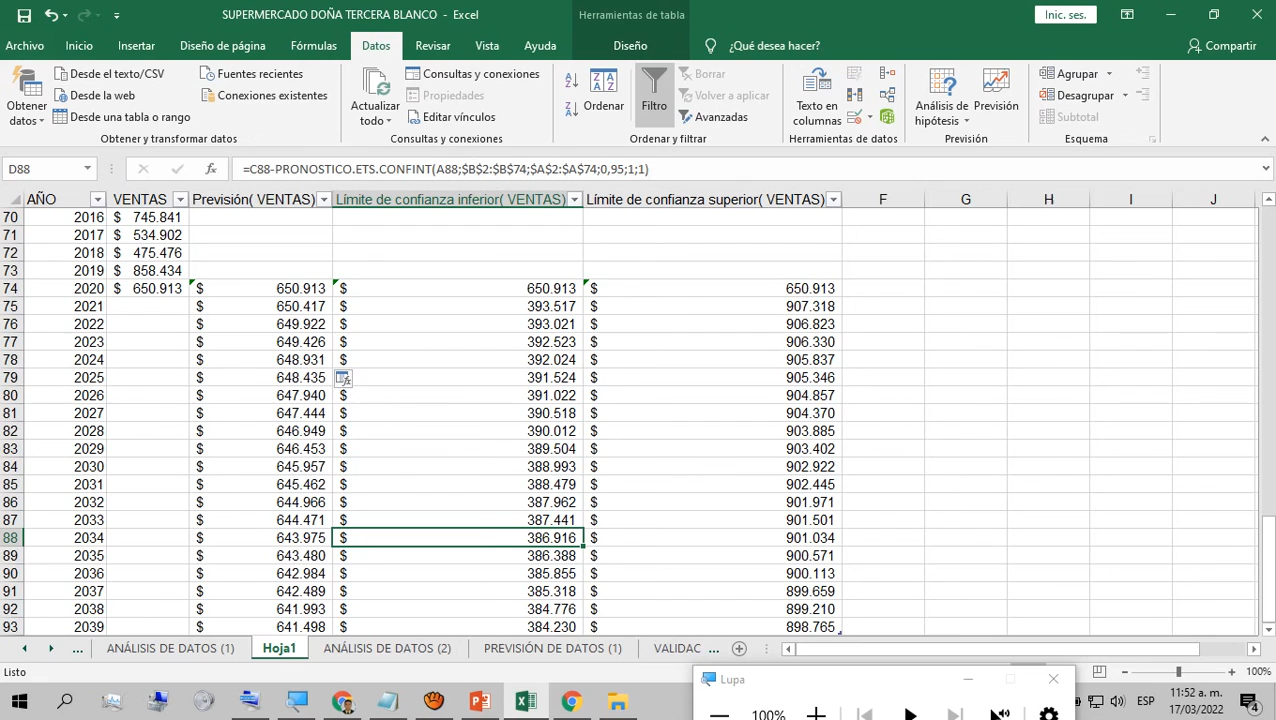 SUPERMERCADO DOÑA TERCERA BLANCO - Excel
Herramientas de tabla
Inic. ses.
Archivo Inicio Insertar Diseño de página Fórmulas Datos Revisar Vista Ayuda Diseño ¿Qué desea hacer? Compartir
Obtener datos
Desde el texto/CSV
Desde la web
Desde una tabla o rango
Fuentes recientes
Conexiones existentes
Obtener y transformar datos
Actualizar todo
Consultas y conexiones
Propiedades
Editar vínculos
Consultas y conexiones
Ordenar
Filtro
Borrar
Volver a aplicar
Avanzadas
Ordenar y filtrar
Texto en columnas
Herramientas de datos
Análisis de hipótesis
Previsión
Previsión
Agrupar
Desagrupar
Subtotal
Esquema
D88 fx =C88-PRONOSTICO.ETS.CONFINT(A88;$B$2:$B$74;$A$2:$A$74;0,95;1;1)
AÑO VENTAS Previsión( VENTAS) Límite de confianza inferior( VENTAS) Límite de confianza superior( VENTAS) F G H I J
70 2016 $ 745.841
71 2017 $ 534.902
72 2018 $ 475.476
73 2019 $ 858.434
74 2020 $ 650.913 $ 650.913 $ 650.913 $ 650.913
75 2021 $ 650.417 $ 393.517 $ 907.318
76 2022 $ 649.922 $ 393.021 $ 906.823
77 2023 $ 649.426 $ 392.523 $ 906.330
78 2024 $ 648.931 $ 392.024 $ 905.837
79 2025 $ 648.435 391.524 $ 905.346
80 2026 $ 647.940 $ 391.022 $ 904.857
81 2027 $ 647.444 $ 390.518 $ 904.370
82 2028 $ 646.949 $ 390.012 $ 903.885
83 2029 $ 646.453 $ 389.504 $ 903.402
84 2030 $ 645.957 $ 388.993 $ 902.922
85 2031 $ 645.462 $ 388.479 $ 902.445
86 2032 $ 644.966 $ 387.962 $ 901.971
87 2033 $ 644.471 $ 387.441 $ 901.501
88 2034 $ 643.975 $ 386.916 $ 901.034
89 2035 $ 643.480 $ 386.388 $ 900.571
90 2036 $ 642.984 $ 385.855 $ 900.113
91 2037 $ 642.489 $ 385.318 $ 899.659
92 2038 $ 641.993 $ 384.776 $ 899.210
93 2039 $ 641.498 $ 384.230 $ 898.765
... ANÁLISIS DE DATOS (1) Hoja1 ANÁLISIS DE DATOS (2) PREVISIÓN DE DATOS (1) VALIDAC ...
Listo
100%
Lupa
100%
ESP
11:52 a. m.
17/03/2022
4